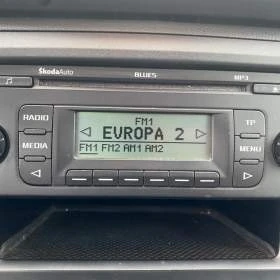 ŠkodaAuto BLUES MP3
RADIO
FM1
TP
EVROPA 2
MEDIA
MENU
FM1 FM2 AM1 AM2